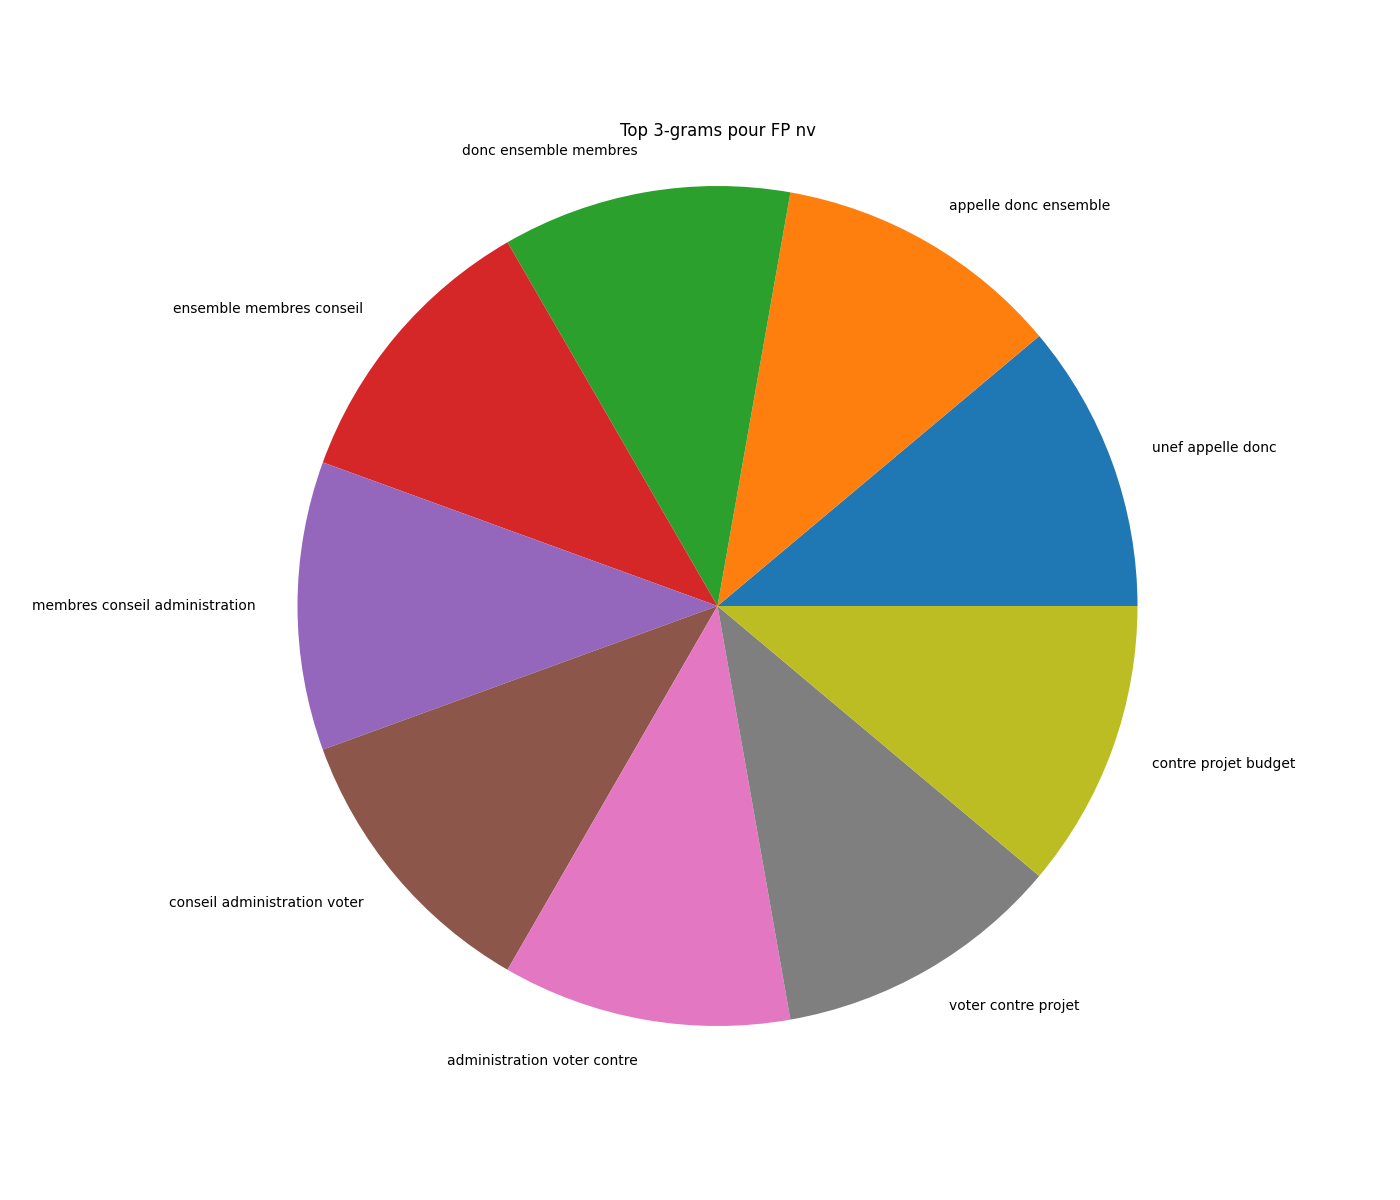 Top 3-grams pour FP nv
donc ensemble membres
appelle donc ensemble
ensemble membres conseil
unef appelle donc
membres conseil administration
contre projet budget
conseil administration voter
voter contre projet
administration voter contre